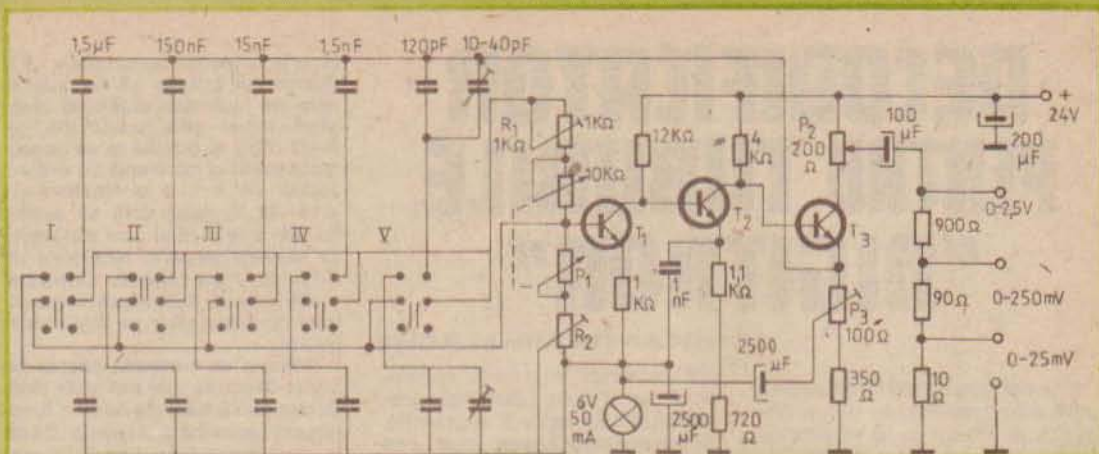 1,5µF 150nF 15nF 1,5nF 120pF 10-40pF
R1
1KΩ
1KΩ
10KΩ
12KΩ
4
KΩ
P2
200
Ω
100
µF
+
24V
200
µF
I II III IV V
T1
T2
T3
0-2,5V
900Ω
P1
1
KΩ
1
nF
1,1
KΩ
P3
100Ω
90Ω
0-250mV
R2
2500
µF
0-25mV
6V
50
mA
2500
µF
720
Ω
350
Ω
10
Ω